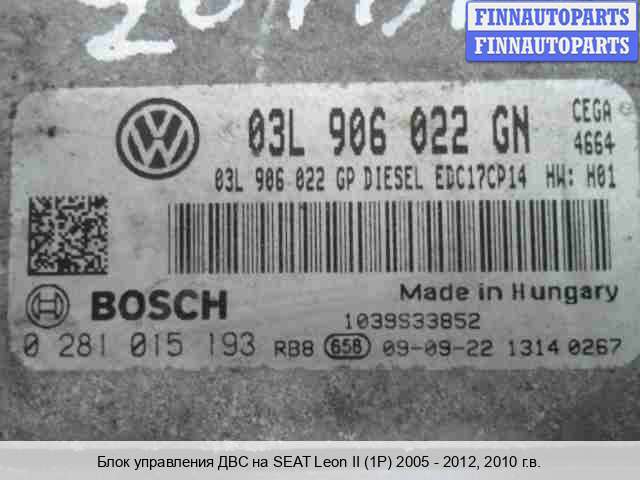 FINNAUTOPARTS
FINNAUTOPARTS
03L 906 022 GN
CEGA
4664
03L 906 022 GP DIESEL EDC17CP14 HW: H01
BOSCH
Made in Hungary
1039S33852
0 281 015 193 RB8 658 09-09-22 1314 0267
Блок управления ДВС на SEAT Leon II (1P) 2005 - 2012, 2010 г.в.